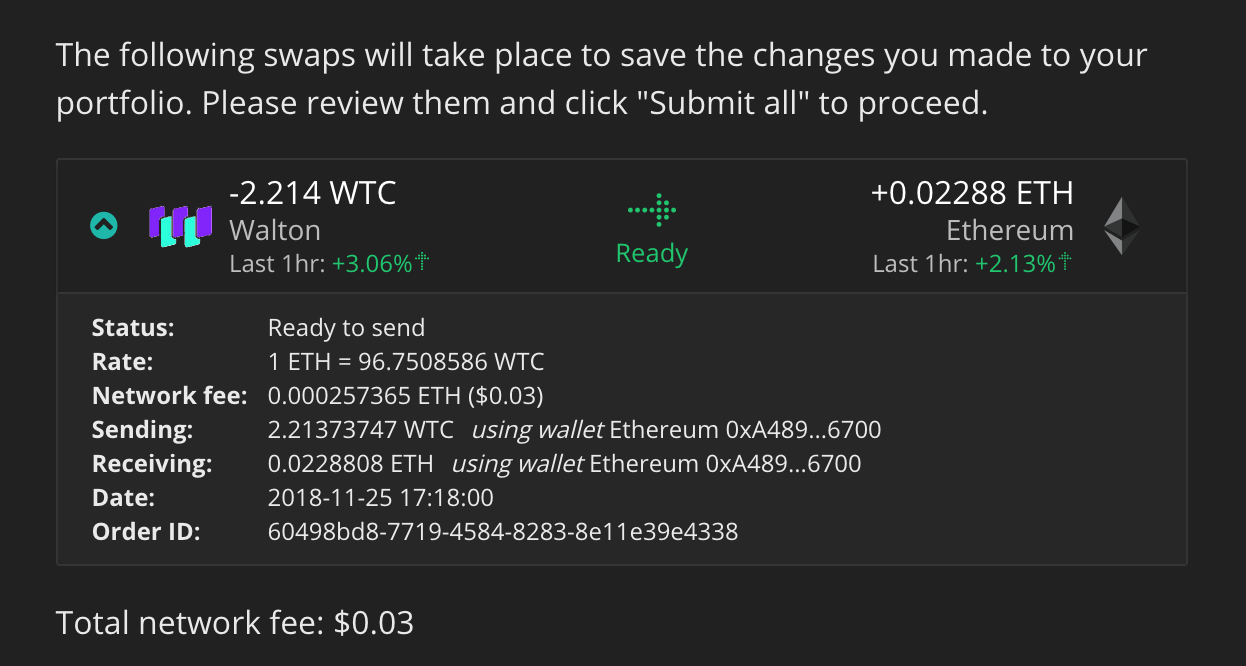 The following swaps will take place to save the changes you made to your
portfolio. Please review them and click "Submit all" to proceed.
-2.214 WTC
Walton
Last 1hr: +3.06%
Ready
+0.02288 ETH
Ethereum
Last 1hr: +2.13%
Status: Ready to send
Rate: 1 ETH = 96.7508586 WTC
Network fee: 0.000257365 ETH ($0.03)
Sending: 2.21373747 WTC using wallet Ethereum 0xA489...6700
Receiving: 0.0228808 ETH using wallet Ethereum 0xA489...6700
Date: 2018-11-25 17:18:00
Order ID: 60498bd8-7719-4584-8283-8e11e39e4338
Total network fee: $0.03